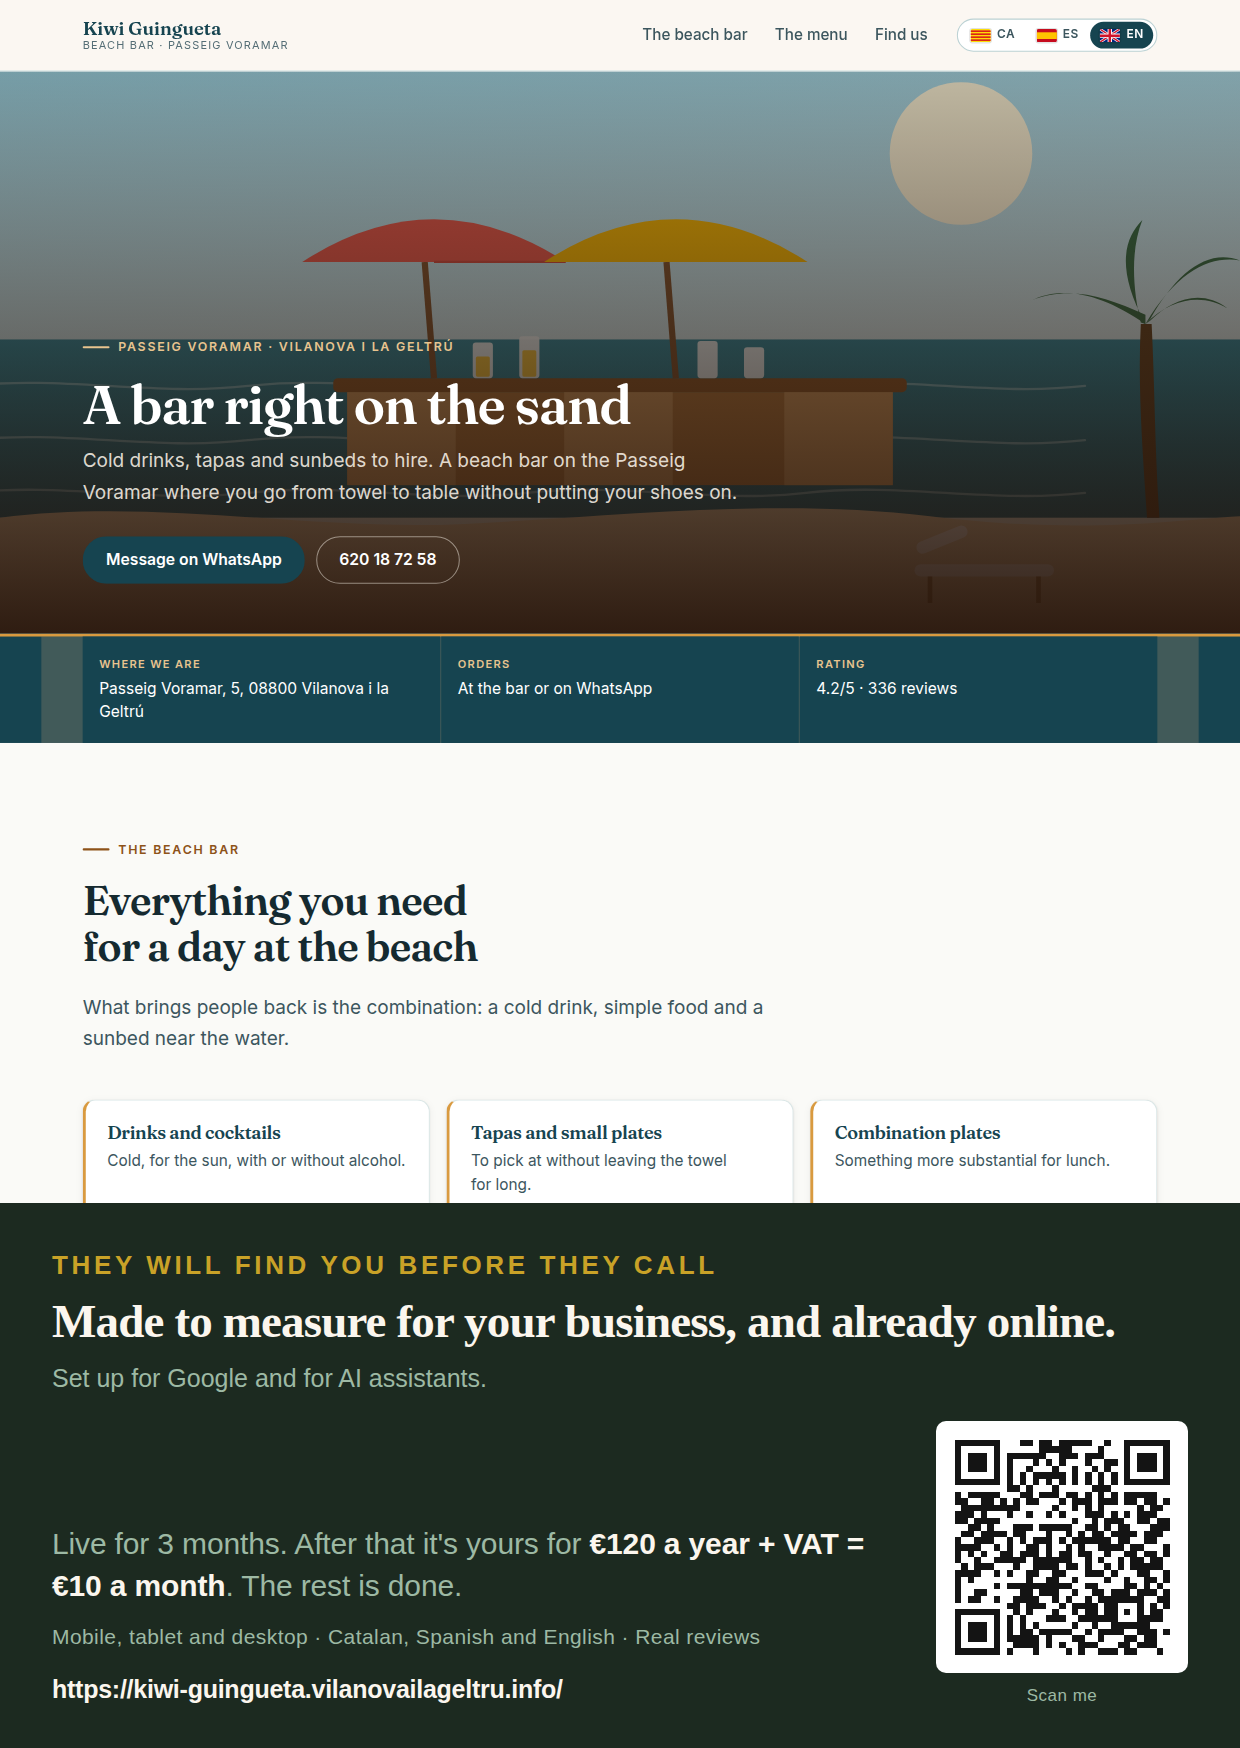 Kiwi Guingueta
BEACH BAR · PASSEIG VORAMAR
The beach bar
The menu
Find us
CA
ES
EN
PASSEIG VORAMAR · VILANOVA I LA GELTRÚ
A bar right on the sand
Cold drinks, tapas and sunbeds to hire. A beach bar on the Passeig
Voramar where you go from towel to table without putting your shoes on.
Message on WhatsApp
620 18 72 58
WHERE WE ARE
Passeig Voramar, 5, 08800 Vilanova i la
Geltrú
ORDERS
At the bar or on WhatsApp
RATING
4.2/5 · 336 reviews
THE BEACH BAR
Everything you need
for a day at the beach
What brings people back is the combination: a cold drink, simple food and a
sunbed near the water.
Drinks and cocktails
Cold, for the sun, with or without alcohol.
Tapas and small plates
To pick at without leaving the towel
for long.
Combination plates
Something more substantial for lunch.
THEY WILL FIND YOU BEFORE THEY CALL
Made to measure for your business, and already online.
Set up for Google and for AI assistants.
Live for 3 months. After that it's yours for €120 a year + VAT =
€10 a month. The rest is done.
Mobile, tablet and desktop · Catalan, Spanish and English · Real reviews
https://kiwi-guingueta.vilanovailageltru.info/
Scan me